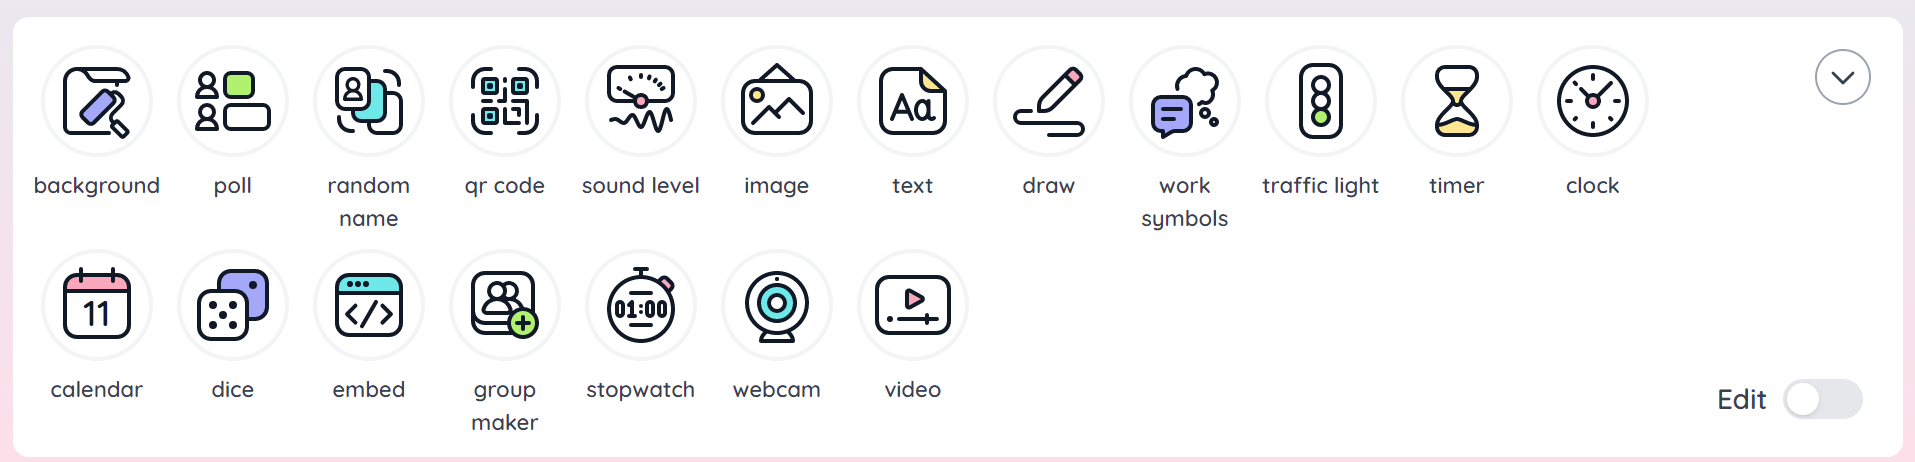 Aa
background poll random qr code sound level image text draw work traffic light timer clock
name symbols
11
01:00
calendar dice embed group stopwatch webcam video
maker
Edit